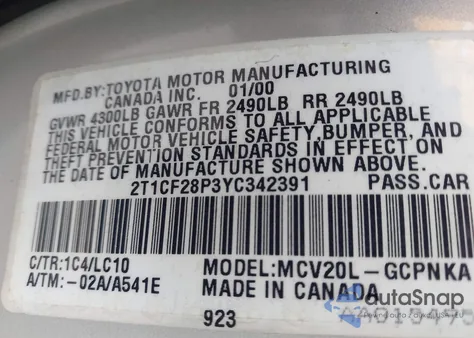 MFD.BY:TOYOTA MOTOR MANUFACTURING
CANADA INC. 01/00
GVWR 4300LB GAWR FR 2490LB RR 2490LB
THIS VEHICLE CONFORMS TO ALL APPLICABLE
FEDERAL MOTOR VEHICLE SAFETY,BUMPER, AND
THEFT PREVENTION STANDARDS IN EFFECT ON
THE DATE OF MANUFACTURE SHOWN ABOVE.
2T1CF28P3YC342391 PASS.CAR
C/TR:1C4/LC10 MODEL:MCV20L-GCPNKA
A/TM:-02A/A541E MADE IN CANADA
923
AutoSnap